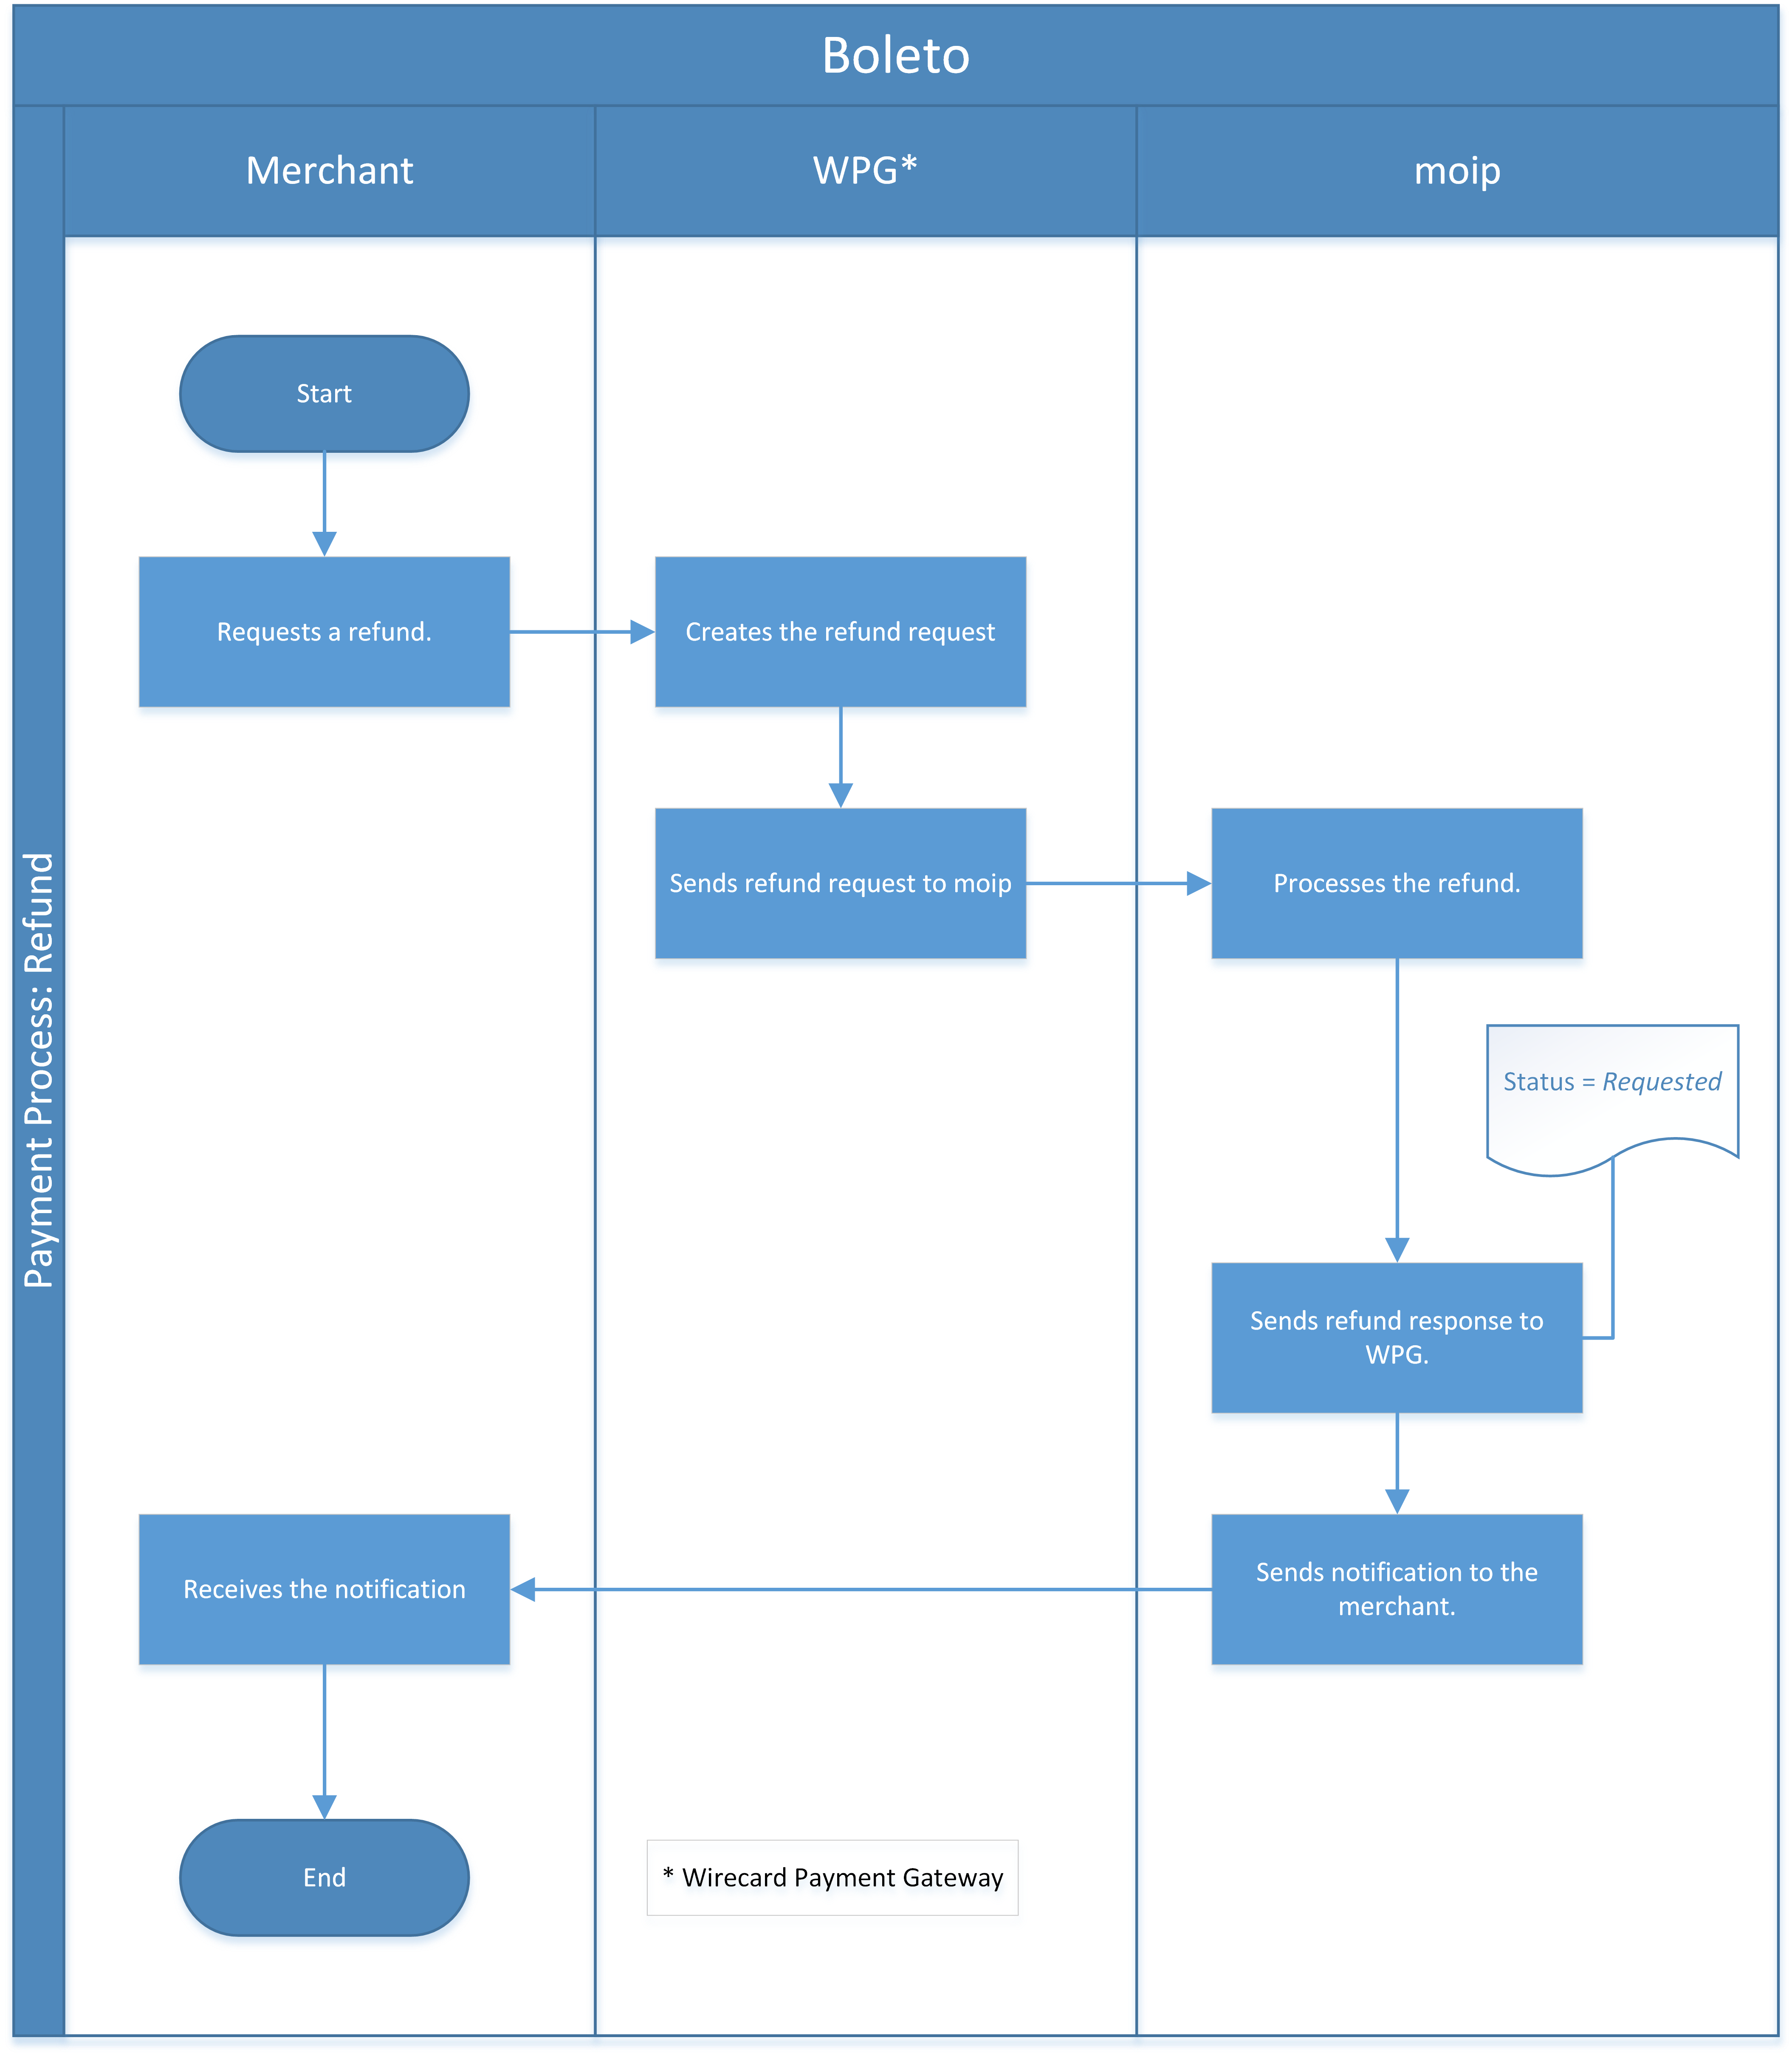 Boleto
Merchant
WPG*
moip
Payment Process: Refund
Start
Requests a refund.
Creates the refund request
Sends refund request to moip
Processes the refund.
Status = Requested
Sends refund response to
WPG.
Sends notification to the
merchant.
Receives the notification
End
* Wirecard Payment Gateway